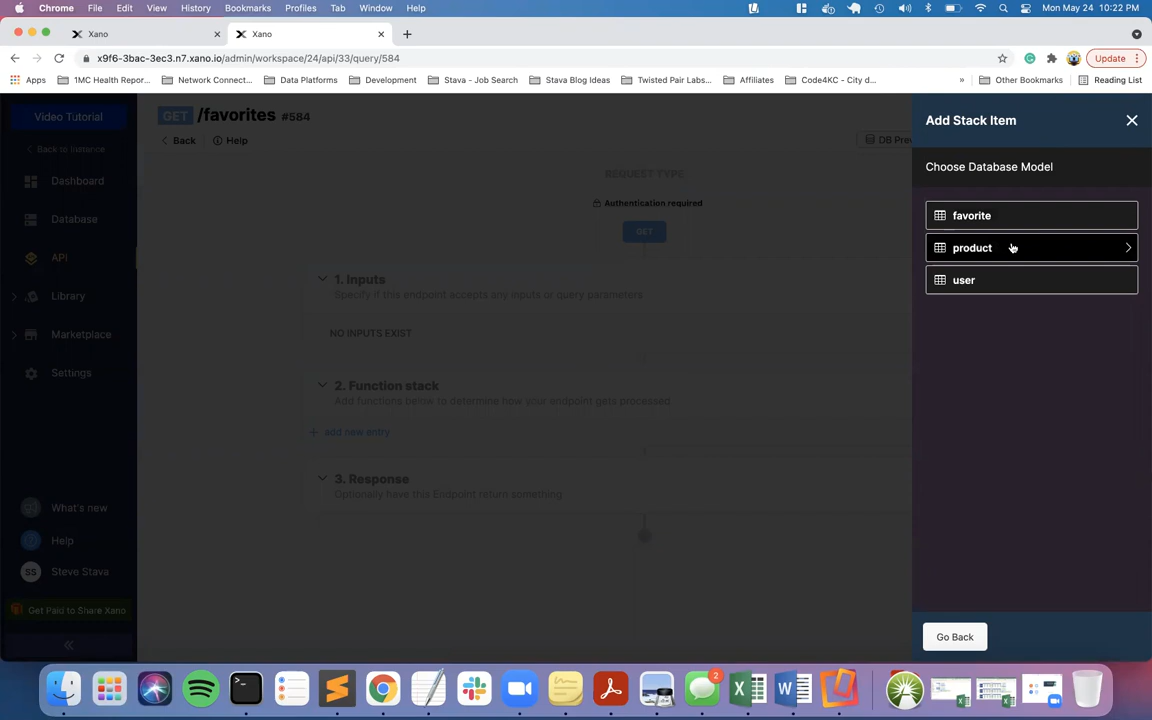 Chrome File Edit View History Bookmarks Profiles Tab Window Help Mon May 24 10:22 PM
Xano Xano
x9f6-3bac-3ec3.n7.xano.io/admin/workspace/24/api/33/query/584 Update
Apps 1MC Health Repor... Network Connect... Data Platforms Development Stava - Job Search Stava Blog Ideas Twisted Pair Labs... Affiliates Code4KC - City d... » Other Bookmarks Reading List
Video Tutorial
Back to Instance
Dashboard
Database
API
Library
Marketplace
Settings
What's new
Help
SS Steve Stava
Get Paid to Share Xano
GET /favorites #584
Back Help DB Prev
REQUEST TYPE
Authentication required
GET
1. Inputs
Specify if this endpoint accepts any inputs or query parameters
NO INPUTS EXIST
2. Function stack
Add functions below to determine how your endpoint gets processed
add new entry
3. Response
Optionally have this Endpoint return something
Add Stack Item
Choose Database Model
favorite
product
user
Go Back
2